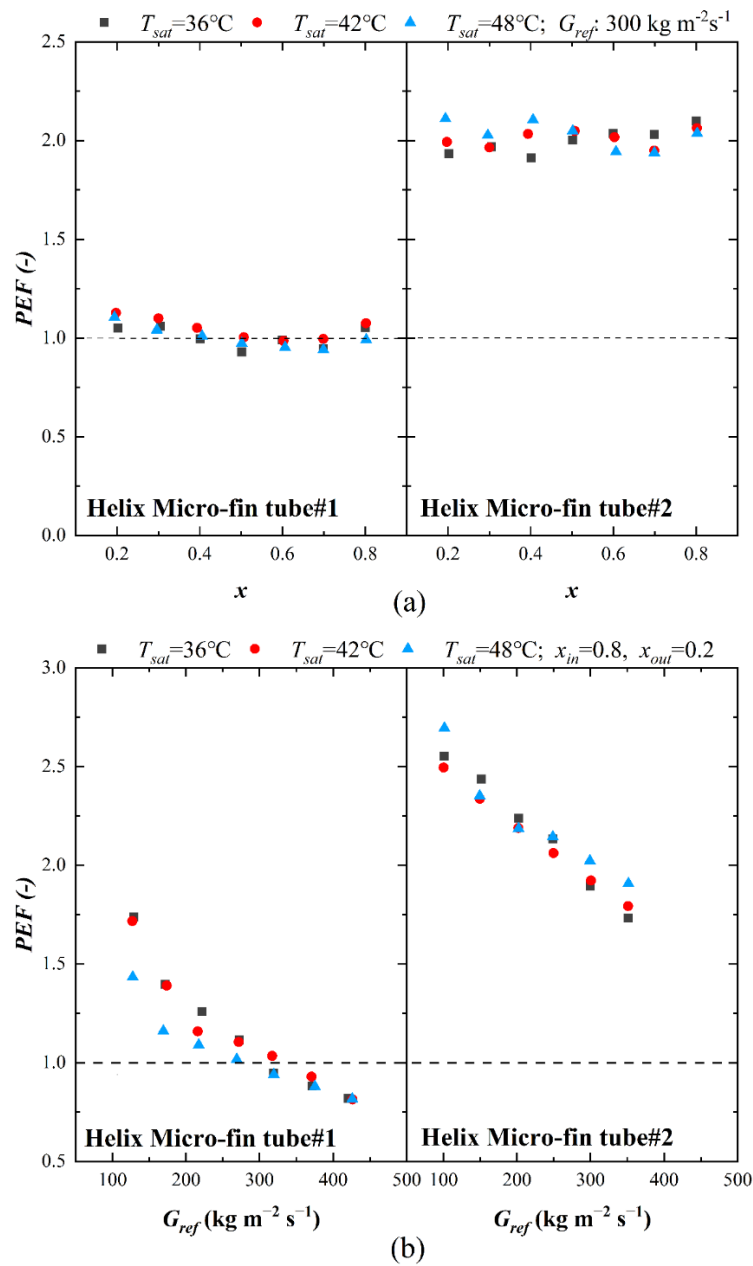 T_sat=36°C T_sat=42°C T_sat=48°C; G_ref: 300 kg m⁻²s⁻¹
2.5
2.0
1.5
1.0
0.5
0.0
PEF (-)
Helix Micro-fin tube#1
Helix Micro-fin tube#2
0.2 0.4 0.6 0.8
0.2 0.4 0.6 0.8
x
x
(a)
T_sat=36°C T_sat=42°C T_sat=48°C; x_in=0.8, x_out=0.2
3.0
2.5
2.0
1.5
1.0
0.5
PEF (-)
Helix Micro-fin tube#1
Helix Micro-fin tube#2
100 200 300 400 500
100 200 300 400 500
G_ref (kg m⁻² s⁻¹)
G_ref (kg m⁻² s⁻¹)
(b)